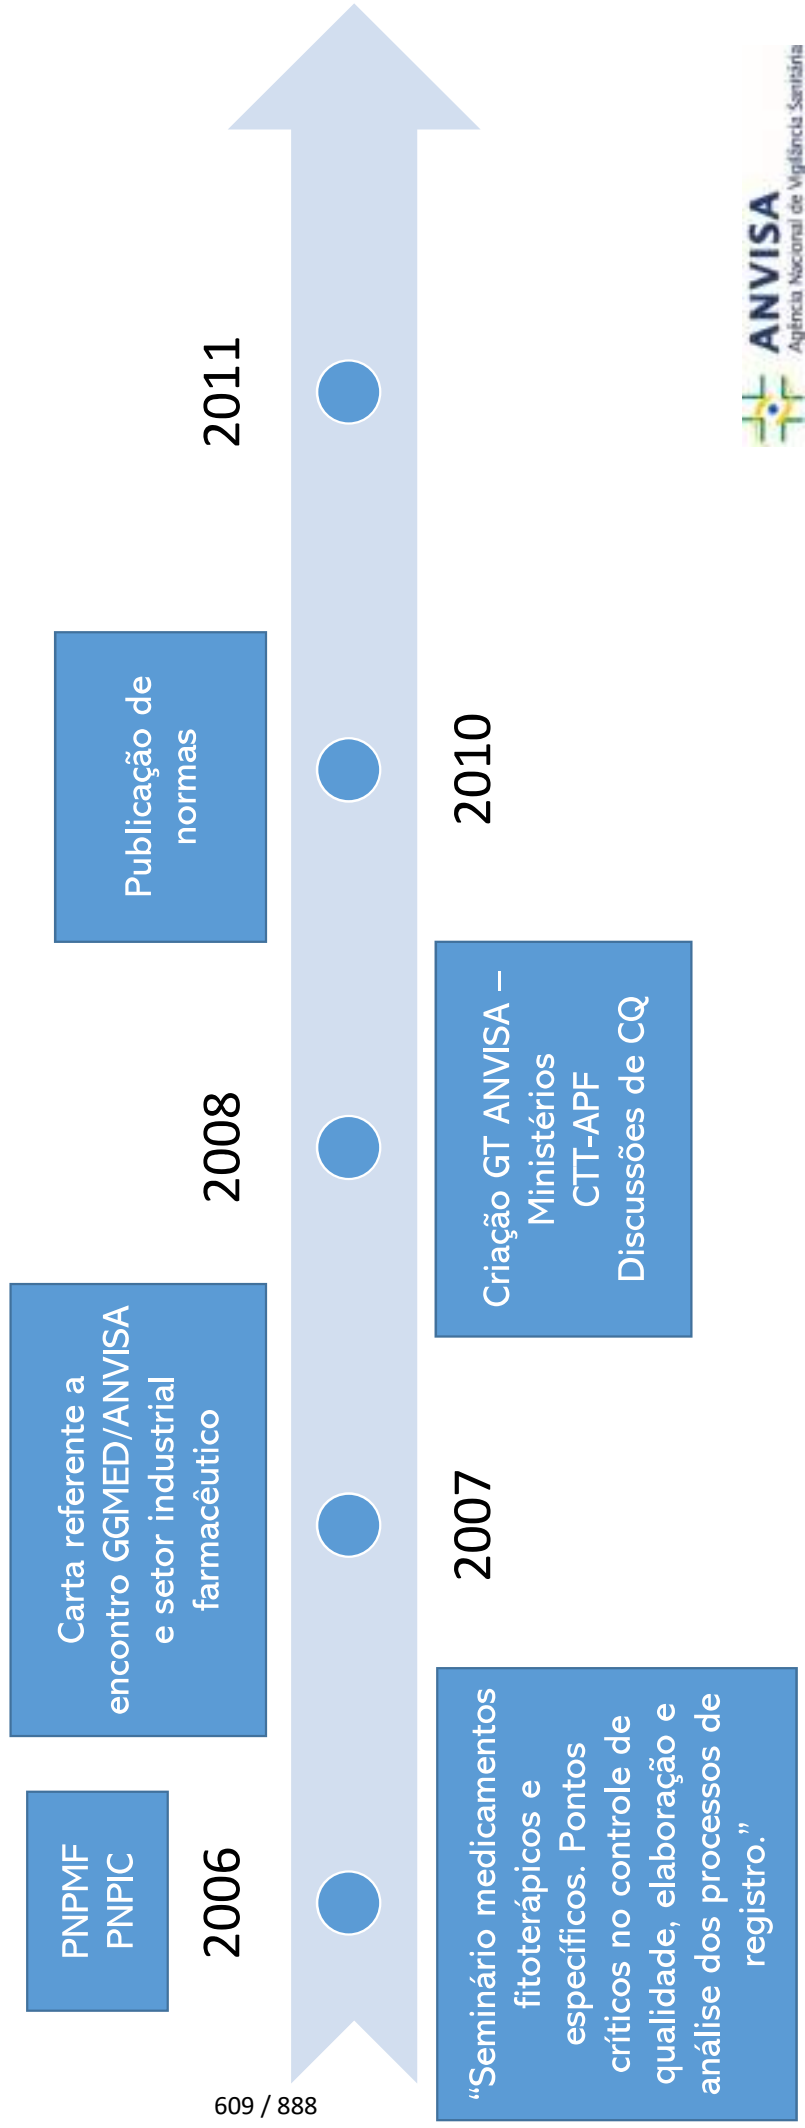 PNPMF
PNPIC
2006
“Seminário medicamentos
fitoterápicos e
específicos. Pontos
críticos no controle de
qualidade, elaboração e
análise dos processos de
registro.”
Carta referente a
encontro GGMED/ANVISA
e setor industrial
farmacêutico
2007
2008
Criação GT ANVISA –
Ministérios
CTT-APF
Discussões de CQ
Publicação de
normas
2010
2011
ANVISA
Agência Nacional de Vigilância Sanitária
609 / 888